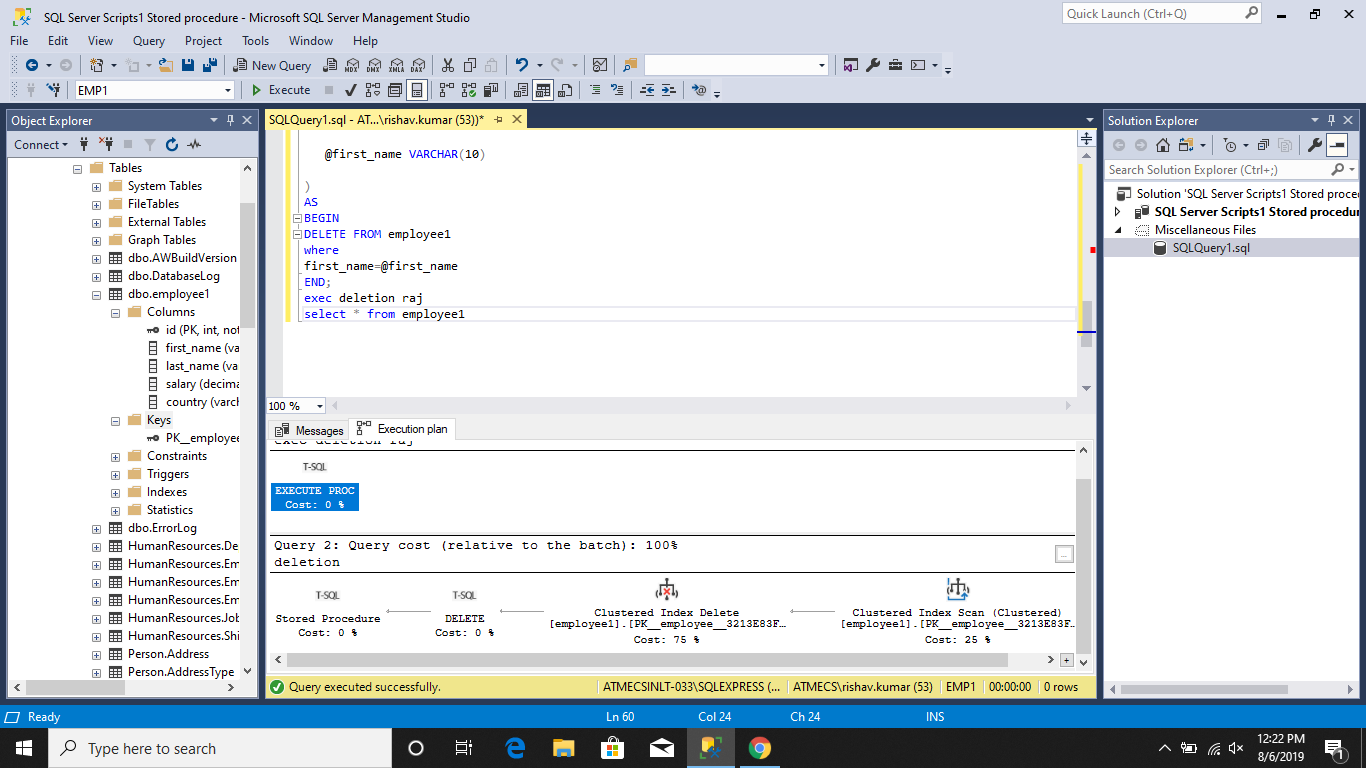 SQL Server Scripts1 Stored procedure - Microsoft SQL Server Management Studio
Quick Launch (Ctrl+Q)
File Edit View Query Project Tools Window Help
New Query MDX DMX XMLA DAX
EMP1 Execute
Object Explorer
Connect
Tables
System Tables
FileTables
External Tables
Graph Tables
dbo.AWBuildVersion
dbo.DatabaseLog
dbo.employee1
Columns
id (PK, int, not
first_name (va
last_name (va
salary (decima
country (varch
Keys
PK__employee
Constraints
Triggers
Indexes
Statistics
dbo.ErrorLog
HumanResources.De
HumanResources.Em
HumanResources.Em
HumanResources.Em
HumanResources.Job
HumanResources.Shi
Person.Address
Person.AddressType
SQLQuery1.sql - AT...\rishav.kumar (53))*
@first_name VARCHAR(10)
)
AS
BEGIN
DELETE FROM employee1
where
first_name=@first_name
END;
exec deletion raj
select * from employee1
100 %
Messages Execution plan
exec deletion raj
T-SQL
EXECUTE PROC
Cost: 0 %
Query 2: Query cost (relative to the batch): 100%
deletion
...
T-SQL T-SQL
Stored Procedure DELETE Clustered Index Delete Clustered Index Scan (Clustered)
Cost: 0 % Cost: 0 % [employee1].[PK__employee__3213E83F… [employee1].[PK__employee__3213E83F…
Cost: 75 % Cost: 25 %
Query executed successfully. ATMECSINLT-033\SQLEXPRESS (... ATMECS\rishav.kumar (53) EMP1 00:00:00 0 rows
Solution Explorer
Search Solution Explorer (Ctrl+;)
Solution 'SQL Server Scripts1 Stored proce
SQL Server Scripts1 Stored procedur
Miscellaneous Files
SQLQuery1.sql
Ready Ln 60 Col 24 Ch 24 INS
Type here to search
12:22 PM
8/6/2019
1